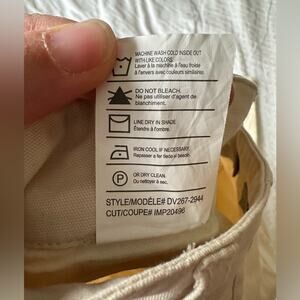 MACHINE WASH COLD INSIDE OUT
WITH LIKE COLORS.
Laver à la machine à l'eau froide
à l'envers avec couleurs similaires.
DO NOT BLEACH.
Ne pas utiliser d'agent de
blanchiment.
LINE DRY IN SHADE
Étendre à l'ombre.
IRON COOL IF NECESSARY.
Repasser a fer tiède si besoin.
P
OR DRY CLEAN.
Ou nettoyer à sec.
STYLE/MODÈLE# DV267-2944
CUT/COUPE# IMP20496